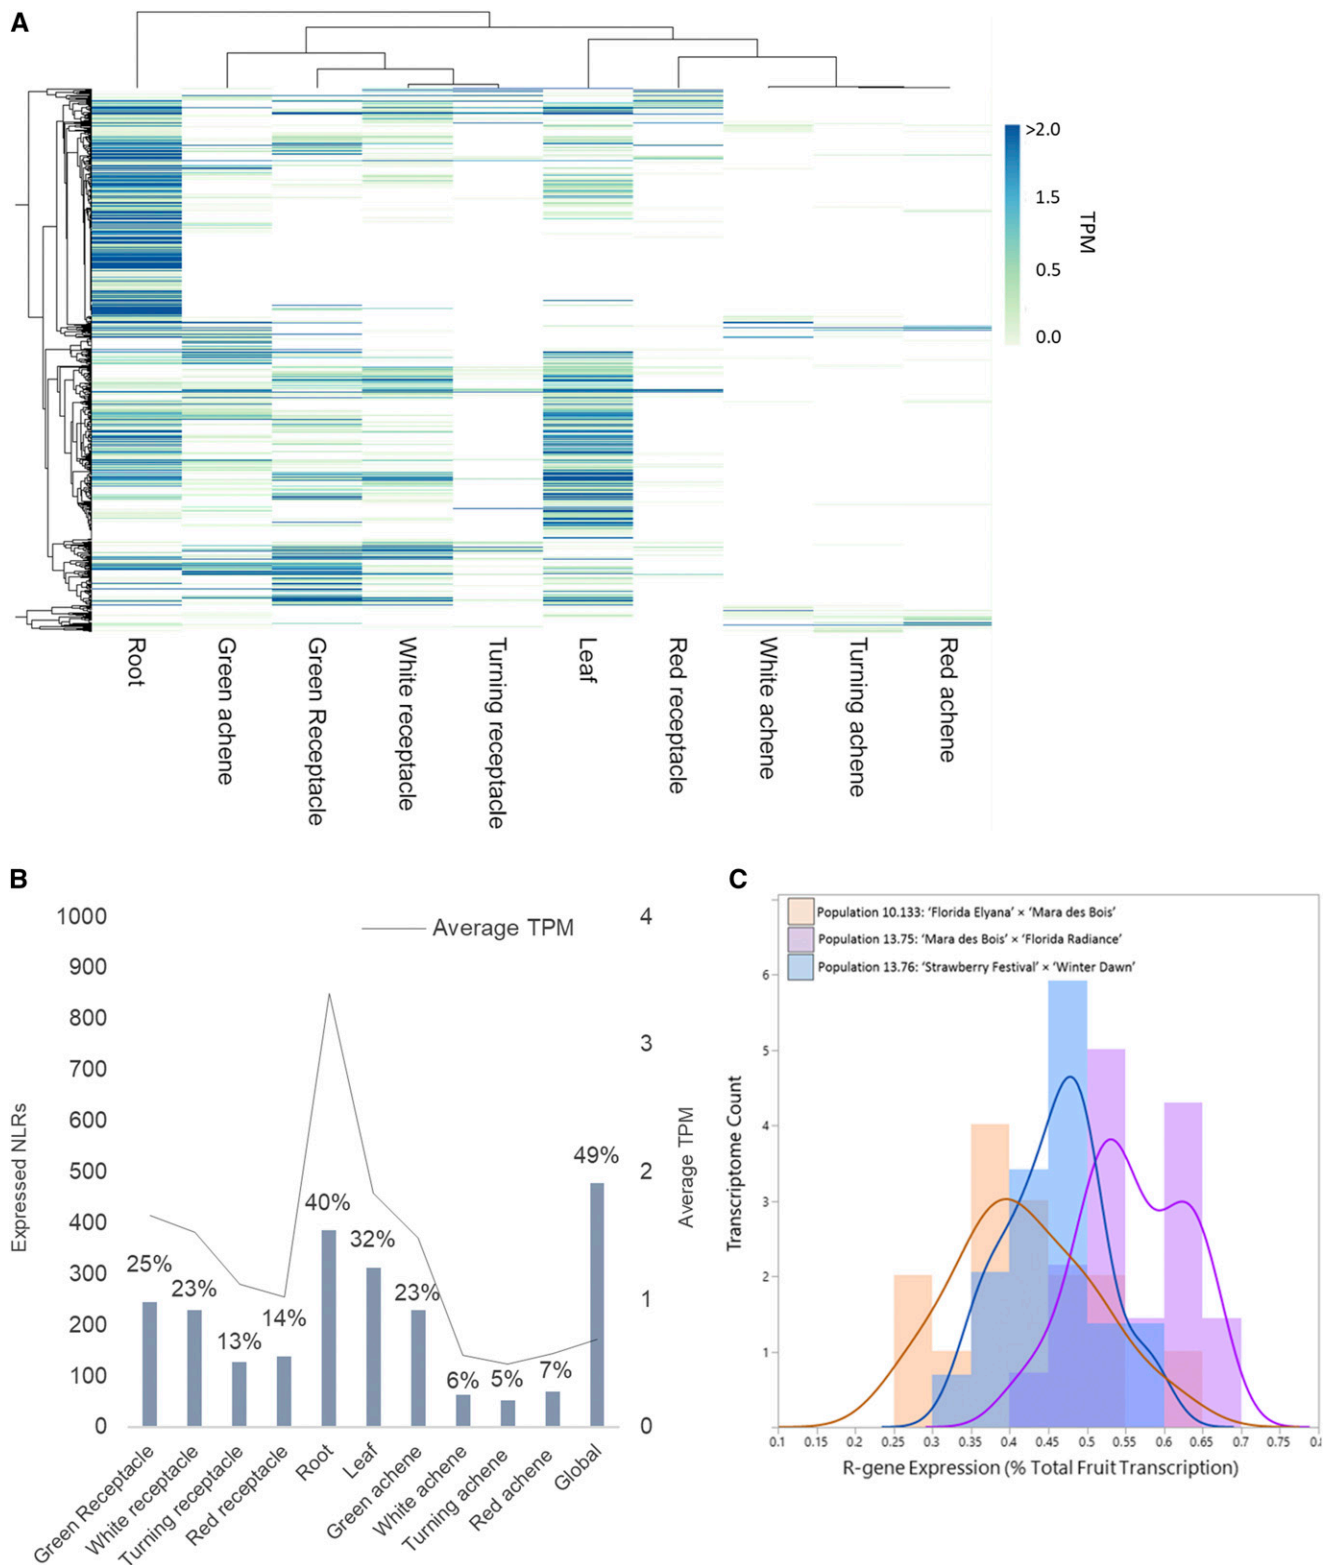 A
>2.0
1.5
0.5
0.0
TPM
Root
Green achene
Green Receptacle
White receptacle
Turning receptacle
Leaf
Red receptacle
White achene
Turning achene
Red achene
B
Average TPM
1000
900
800
700
600
500
400
300
200
100
0
Expressed NLRs
4
3
2
1
0
Average TPM
25%
23%
13%
14%
40%
32%
23%
6%
5%
7%
49%
Green Receptacle
White receptacle
Turning receptacle
Red receptacle
Root
Leaf
Green achene
White achene
Turning achene
Red achene
Global
C
Population 10.133: 'Florida Elyana' × 'Mara des Bois'
Population 13.75: 'Mara des Bois' × 'Florida Radiance'
Population 13.76: 'Strawberry Festival' × 'Winter Dawn'
6
5
4
3
2
1
Transcriptome Count
0.1 0.15 0.2 0.25 0.3 0.35 0.4 0.45 0.5 0.55 0.6 0.65 0.7 0.75
R-gene Expression (% Total Fruit Transcription)